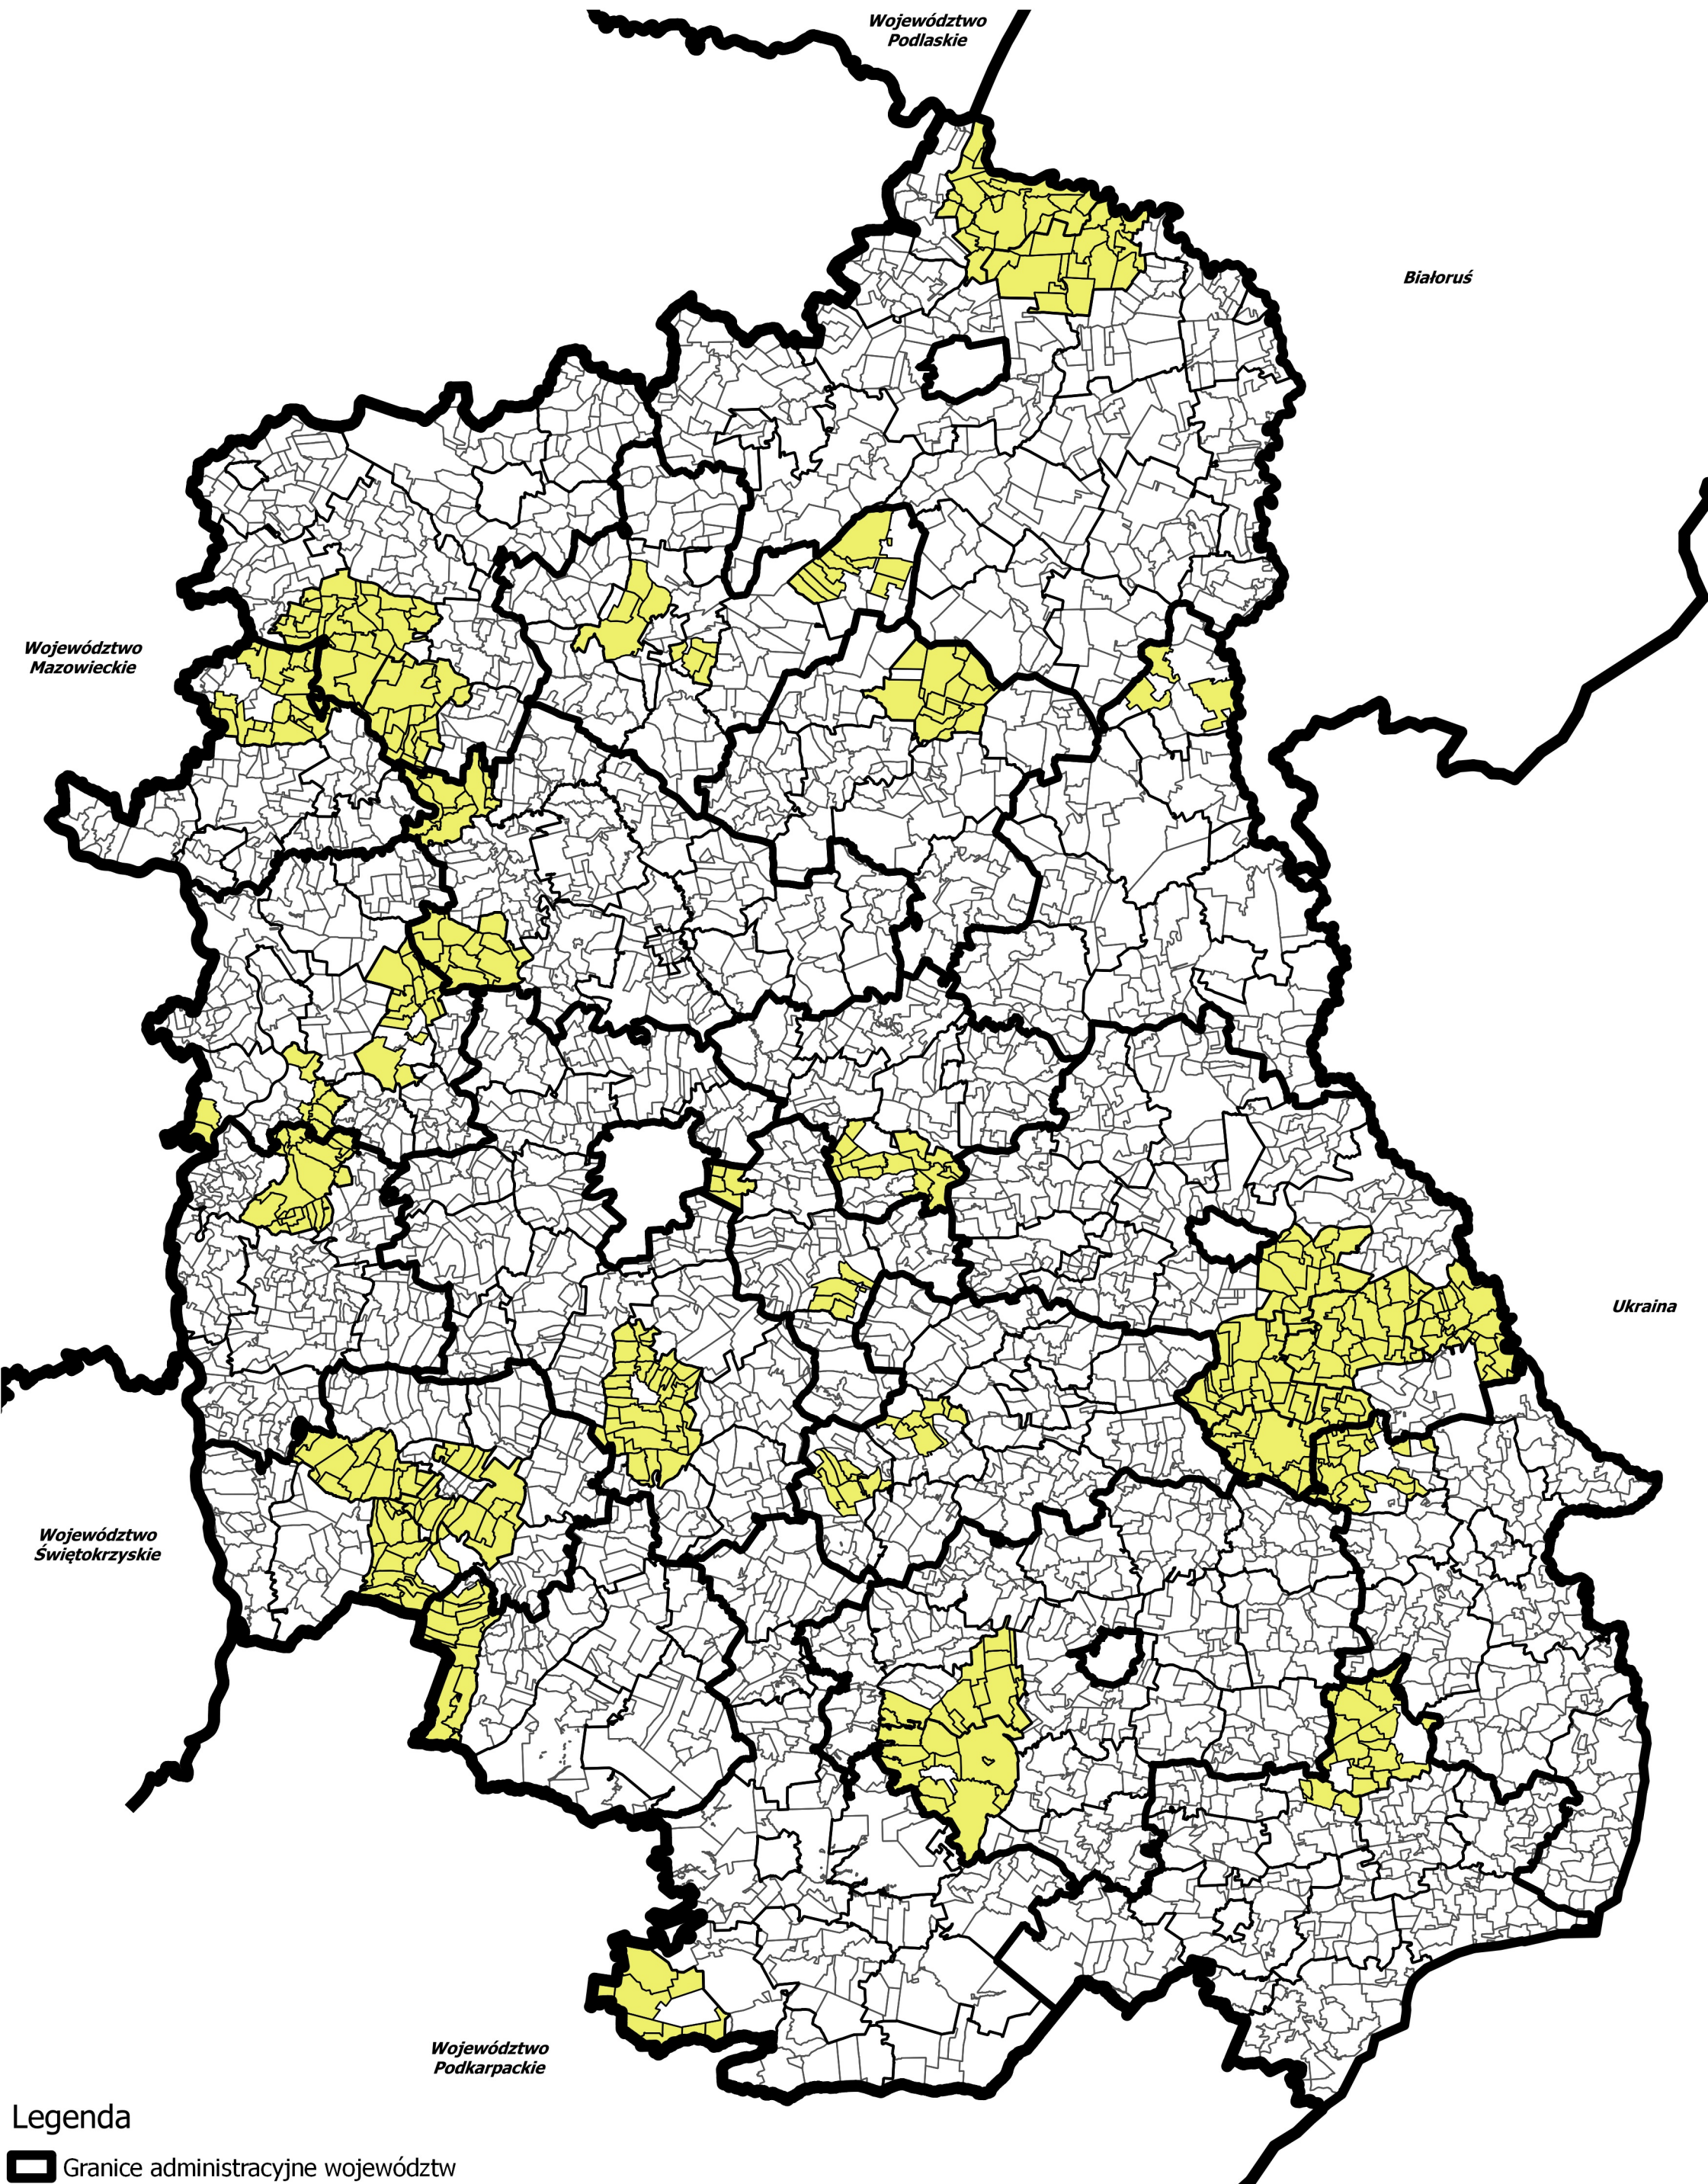 Województwo
Podlaskie
Białoruś
Województwo
Mazowieckie
Ukraina
Województwo
Świętokrzyskie
Województwo
Podkarpackie
Legenda
Granice administracyjne województw